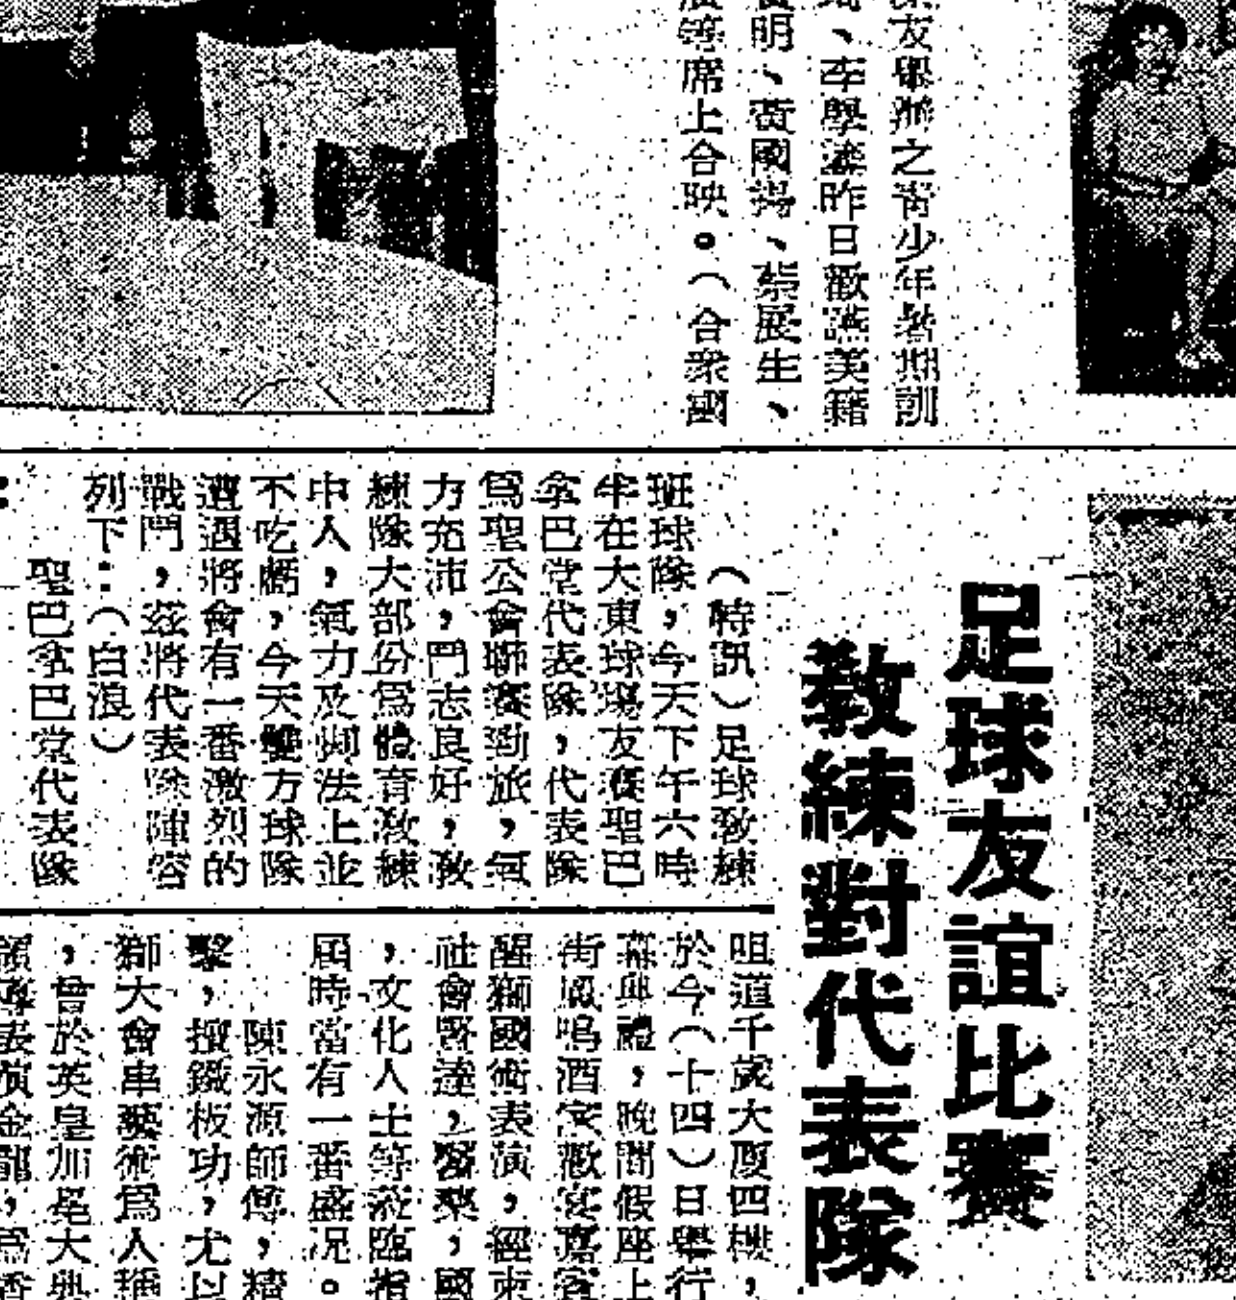 友舉辦之青少年暑期訓
、李學濂昨日歡讌美籍
明、黃國揚、蔡展生、
等席上合映。（合衆國
足球友誼比賽
敎練對代表隊
（特訊）足球敎練
班球隊，今天下午六時
半在大東球場友賽聖巴
拿巴堂代表隊，代表隊
爲聖公會聯賽勁旅，氣
力充沛，鬥志良好，敎
練隊大部份爲體育敎練
中人，氣力及脚法上並
不吃虧，今天雙方球隊
遭遇將會有一番激烈的
戰鬥，茲將代表隊陣容
列下：（白浪）
聖巴拿巴堂代表隊
咀道千歲大廈四樓，
於今（十四）日舉行
幕典禮，晚間假座上
街鳴酒家歡宴嘉賓
醒獅國術表演，經柬
社會賢達，醫藥，國
，文化人士等蒞臨指
屆時當有一番盛況。
陳永源師傅，精
擊，擅鐵板功，尤以
獅大會串藝術爲人稱
，曾於英皇加冕大典
領導表演金龍，爲香